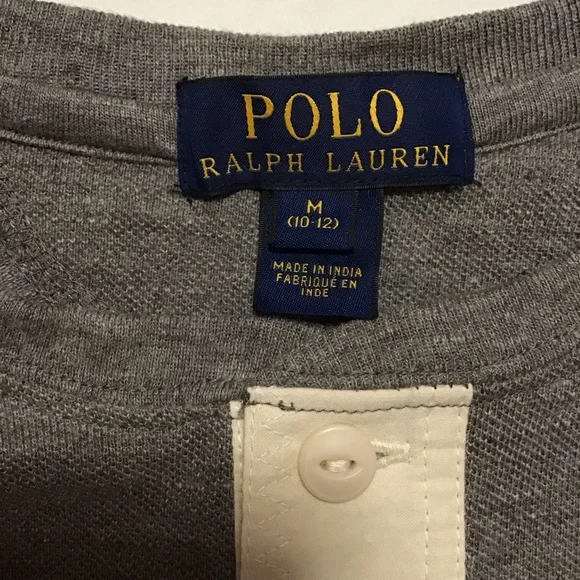 POLO
RALPH LAUREN
M
(10-12)
MADE IN INDIA
FABRIQUÉ EN
INDE